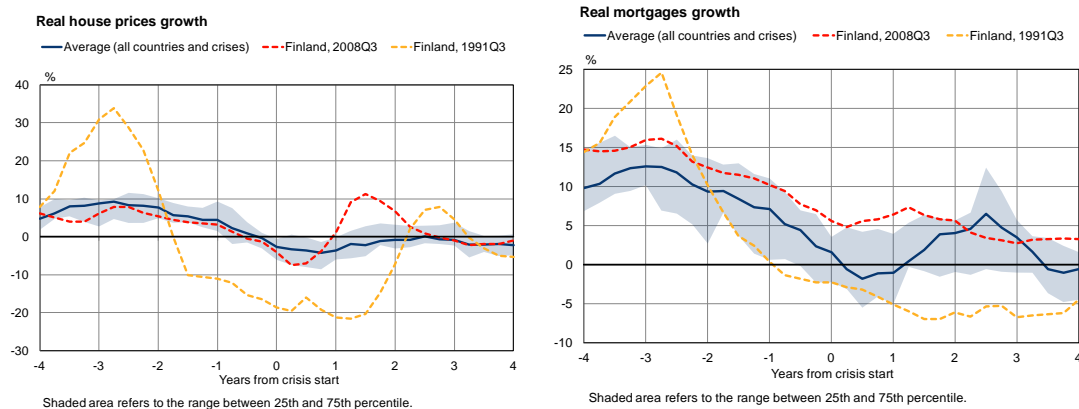 Real house prices growth
Average (all countries and crises) Finland, 2008Q3 Finland, 1991Q3
%
40
30
20
10
0
-10
-20
-30
-4 -3 -2 -1 0 1 2 3 4
Years from crisis start
Shaded area refers to the range between 25th and 75th percentile.
Real mortgages growth
Average (all countries and crises) Finland, 2008Q3 Finland, 1991Q3
%
25
20
15
10
5
0
-5
-10
-4 -3 -2 -1 0 1 2 3 4
Years from crisis start
Shaded area refers to the range between 25th and 75th percentile.